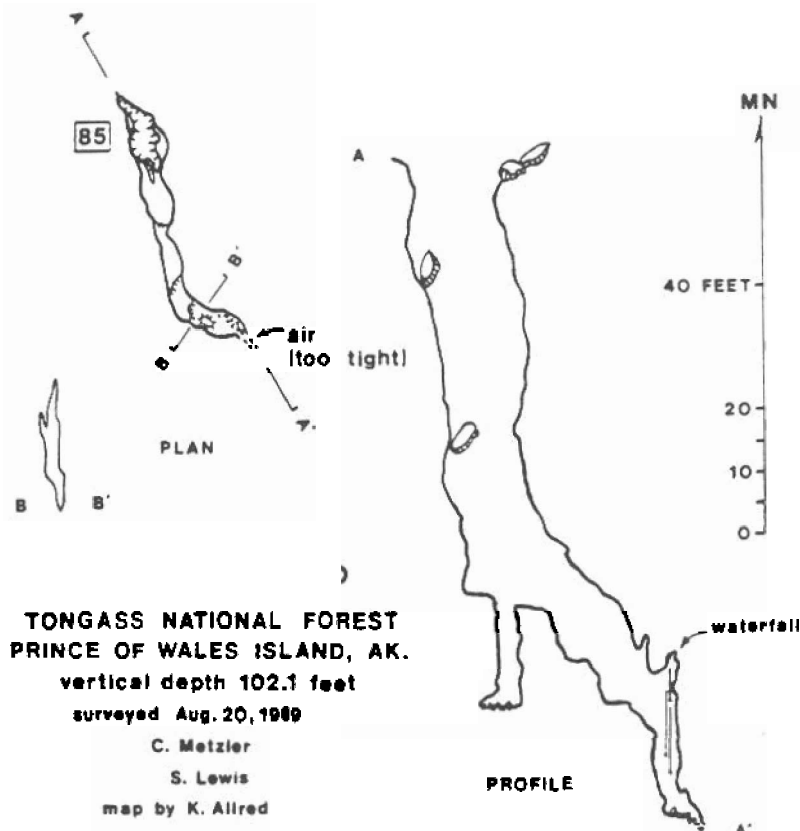 A
85
B'
B
air
(too tight)
A'
PLAN
B B'
TONGASS NATIONAL FOREST
PRINCE OF WALES ISLAND, AK.
vertical depth 102.1 feet
surveyed Aug. 20, 1989
C. Metzler
S. Lewis
map by K. Allred
MN
A
40 FEET
20
10
0
waterfall
PROFILE
A'